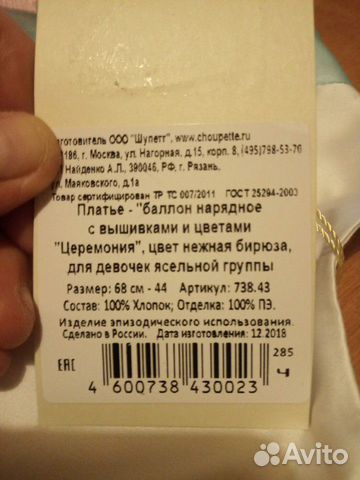 зготовитель ООО "Шупетт", www.choupette.ru
186, г. Москва, ул. Нагорная, д.15, корп. 8, (495)798-53-70
Найденко А.Л., 390046, РФ, г. Рязань,
ул. Маяковского, д.1а
Товар сертифицирован ТР ТС 007/2011 ГОСТ 25294-2003
Платье - "баллон нарядное
с вышивками и цветами
"Церемония", цвет нежная бирюза,
для девочек ясельной группы
Размер: 68 см - 44 Артикул: 738.43
Состав: 100% Хлопок; Отделка: 100% ПЭ.
Изделие эпизодического использования.
Сделано в России. Дата изготовления: 12.2018
285
ЕАС
Ч
4 600738 430023
Avito